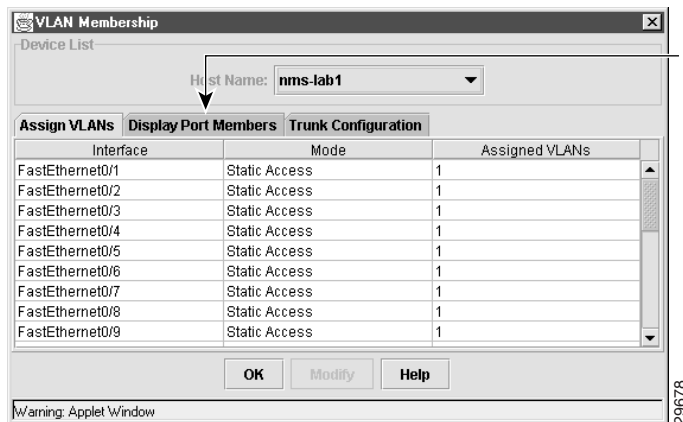 VLAN Membership
Device List
Host Name: nms-lab1
Assign VLANs Display Port Members Trunk Configuration
Interface Mode Assigned VLANs
FastEthernet0/1 Static Access 1
FastEthernet0/2 Static Access 1
FastEthernet0/3 Static Access 1
FastEthernet0/4 Static Access 1
FastEthernet0/5 Static Access 1
FastEthernet0/6 Static Access 1
FastEthernet0/7 Static Access 1
FastEthernet0/8 Static Access 1
FastEthernet0/9 Static Access 1
OK Modify Help
Warning: Applet Window
29678